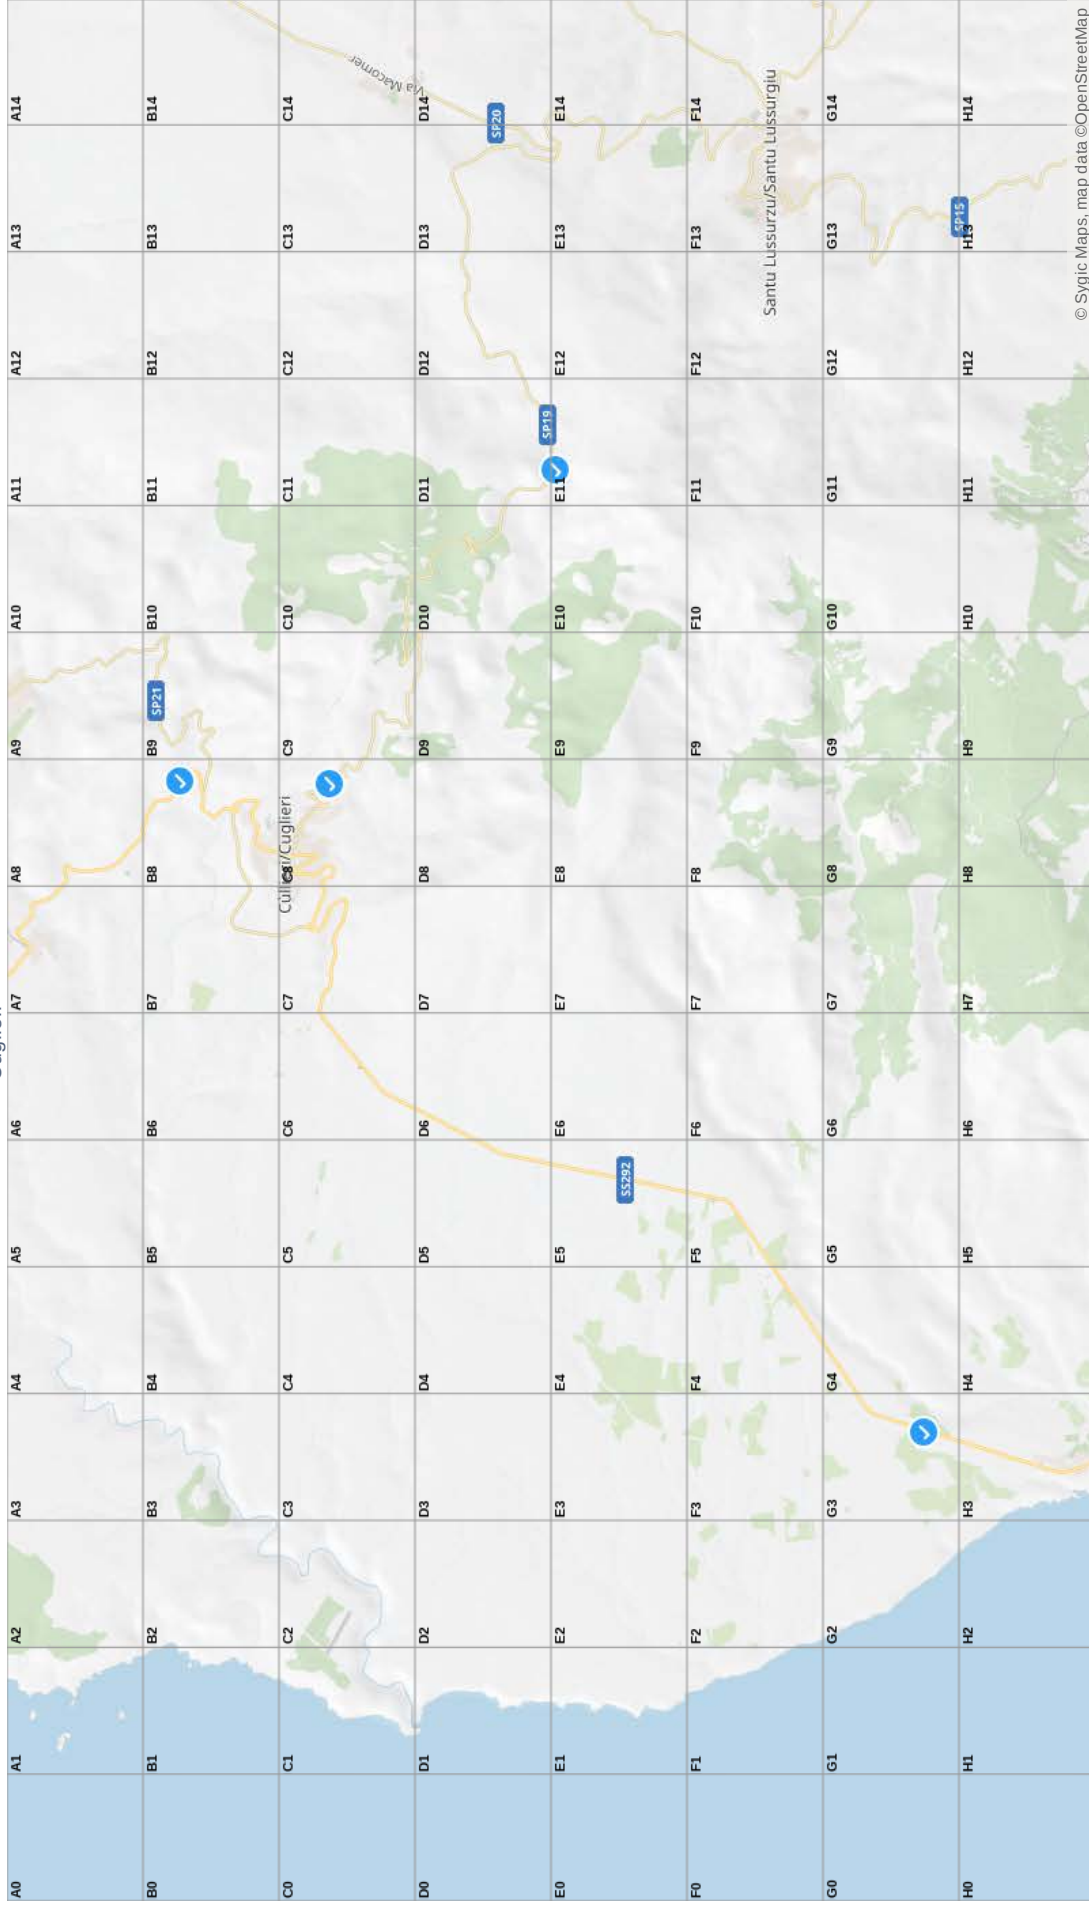 A0 A1 A2 A3 A4 A5 A6 A7 A8 A9 A10 A11 A12 A13 A14
B0 B1 B2 B3 B4 B5 B6 B7 B8 B9 B10 B11 B12 B13 B14
SP21
Via Macomer
C0 C1 C2 C3 C4 C5 C6 C7 C8 C9 C10 C11 C12 C13 C14
Cùllieri/Cuglieri
D0 D1 D2 D3 D4 D5 D6 D7 D8 D9 D10 D11 D12 D13 D14
SP20
SP19
E0 E1 E2 E3 E4 E5 E6 E7 E8 E9 E10 E11 E12 E13 E14
SS292
F0 F1 F2 F3 F4 F5 F6 F7 F8 F9 F10 F11 F12 F13 F14
Santu Lussurzu/Santu Lussurgiu
G0 G1 G2 G3 G4 G5 G6 G7 G8 G9 G10 G11 G12 G13 G14
SP15
H0 H1 H2 H3 H4 H5 H6 H7 H8 H9 H10 H11 H12 H13 H14
© Sygic Maps, map data ©OpenStreetMap